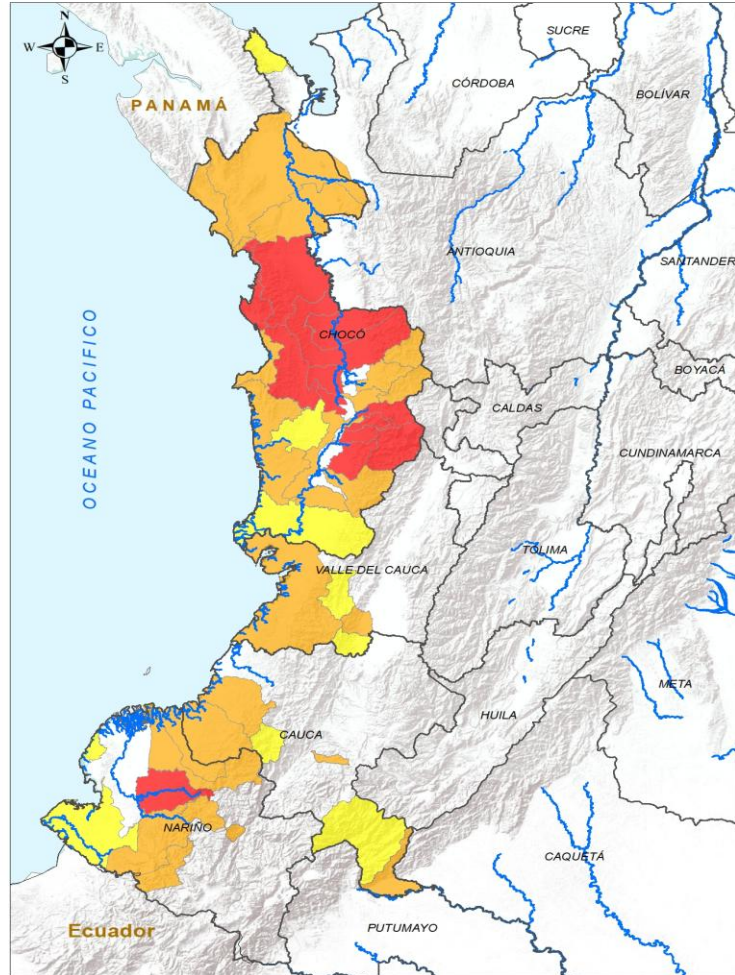 N
W E
S
SUCRE
CÓRDOBA
BOLÍVAR
PANAMÁ
ANTIOQUIA
SANTANDER
OCEANO PACIFICO
CHOCÓ
BOYACÁ
CALDAS
CUNDINAMARCA
TOLIMA
VALLE DEL CAUCA
META
HUILA
CAUCA
NARIÑO
CAQUETÁ
PUTUMAYO
Ecuador